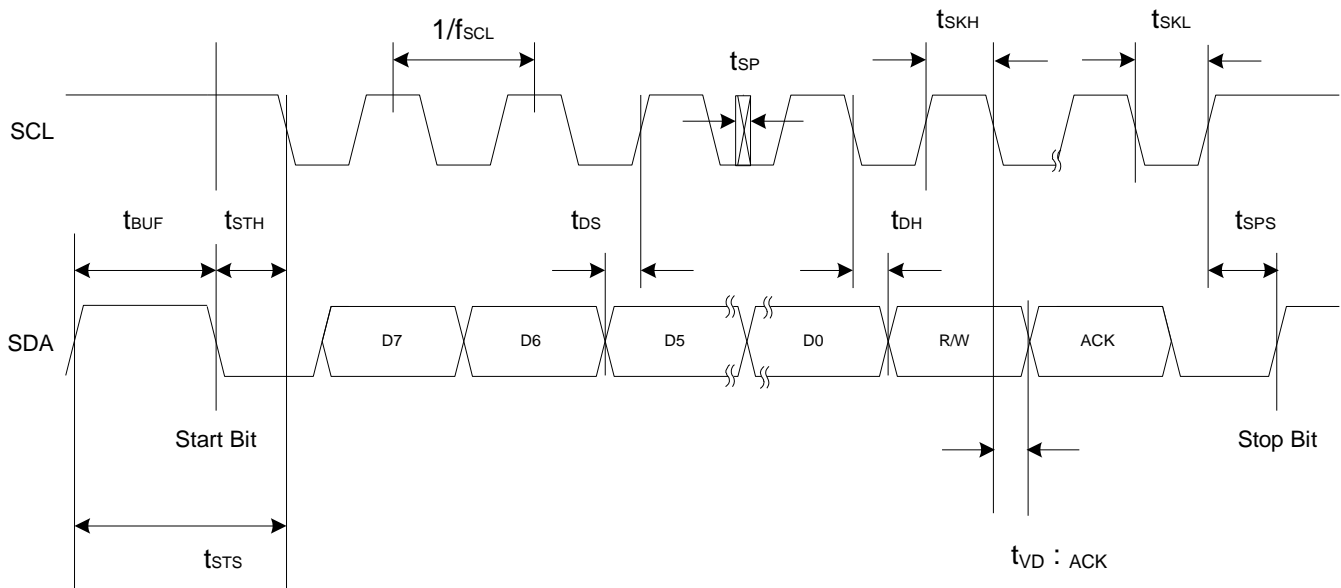 1/fSCL
tSP
tSKH
tSKL
SCL
tBUF
tSTH
tDS
tDH
tSPS
SDA
D7
D6
D5
D0
R/W
ACK
Start Bit
Stop Bit
tSTS
tVD : ACK